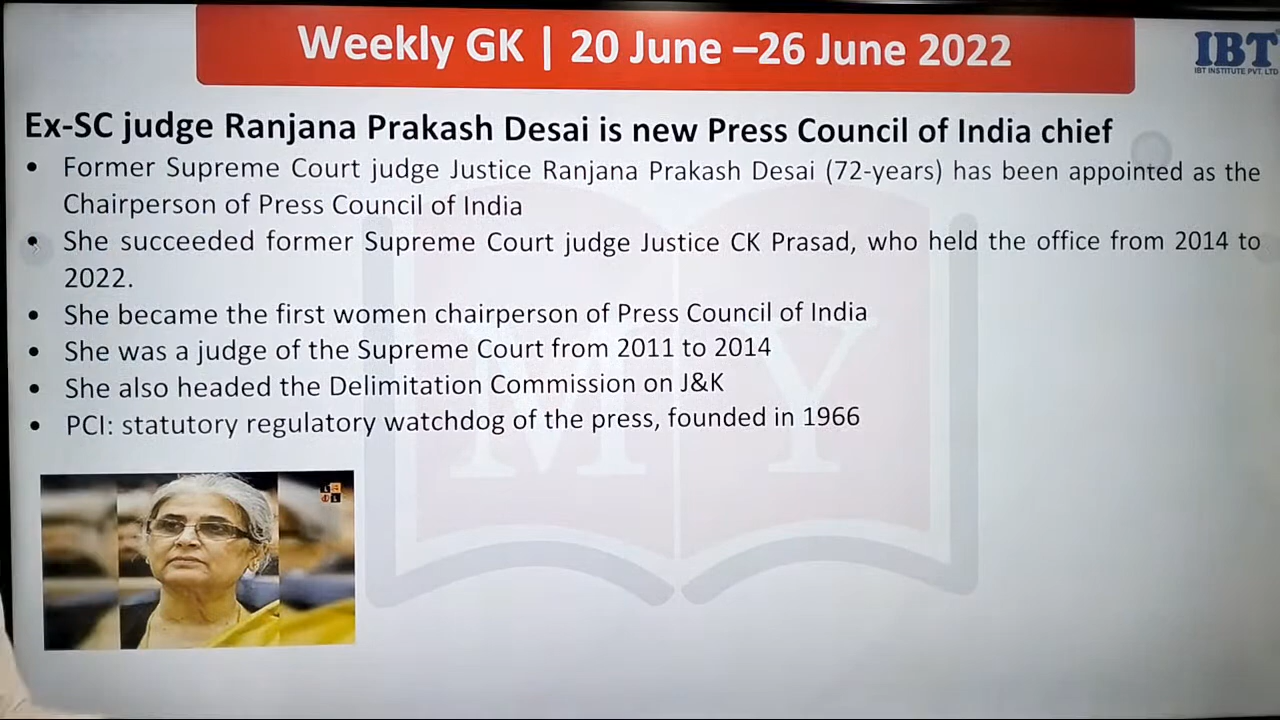 Weekly GK | 20 June –26 June 2022
IBT
IBT INSTITUTE PVT. LTD
Ex-SC judge Ranjana Prakash Desai is new Press Council of India chief
• Former Supreme Court judge Justice Ranjana Prakash Desai (72-years) has been appointed as the
Chairperson of Press Council of India
• She succeeded former Supreme Court judge Justice CK Prasad, who held the office from 2014 to
2022.
• She became the first women chairperson of Press Council of India
• She was a judge of the Supreme Court from 2011 to 2014
• She also headed the Delimitation Commission on J&K
• PCI: statutory regulatory watchdog of the press, founded in 1966
M Y